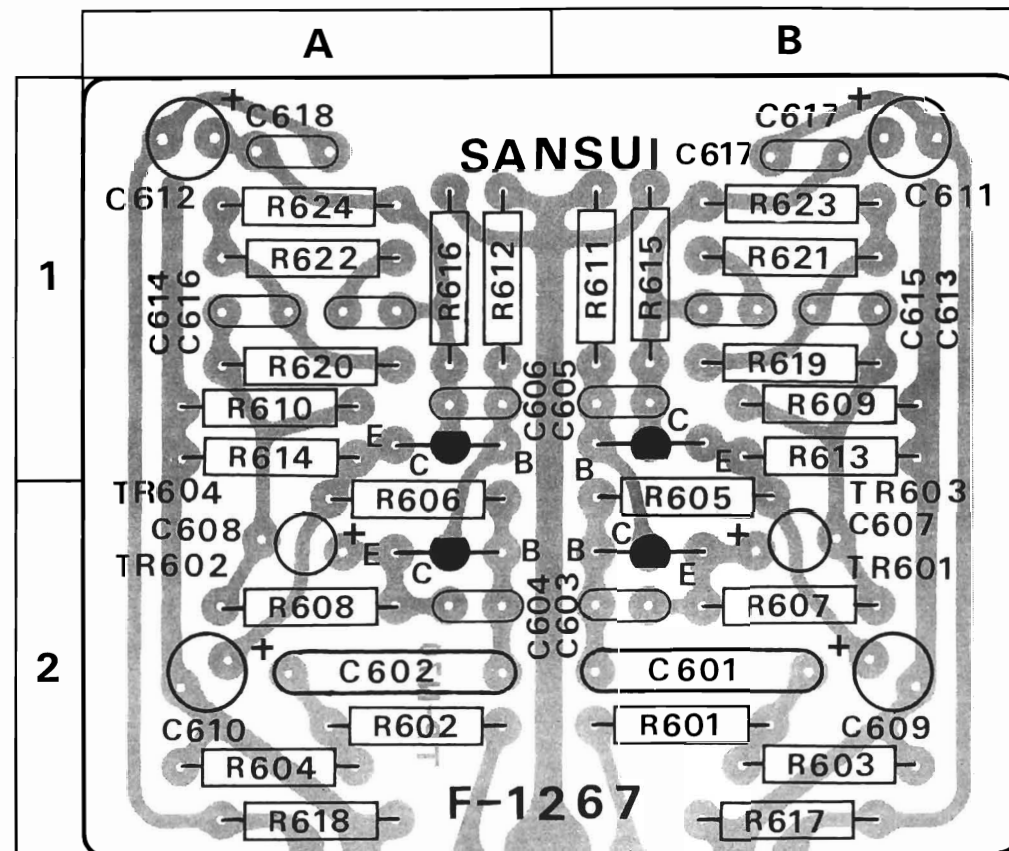 A B
C618 C617
SANSUI C617
C612 R624 R623 C611
1
R622 R621
R616 R612 R611 R615
C614 C616 C615 C613
R620 R619
C606 C605
R610 R609
E C B C B E
R614 R613
TR604 R606 R605 TR603
C608 C607
TR602 E C B B C E TR601
R608 R607
C604 C603
2
C602 C601
C610 R602 R601 C609
R604 R603
F-1267
R618 R617